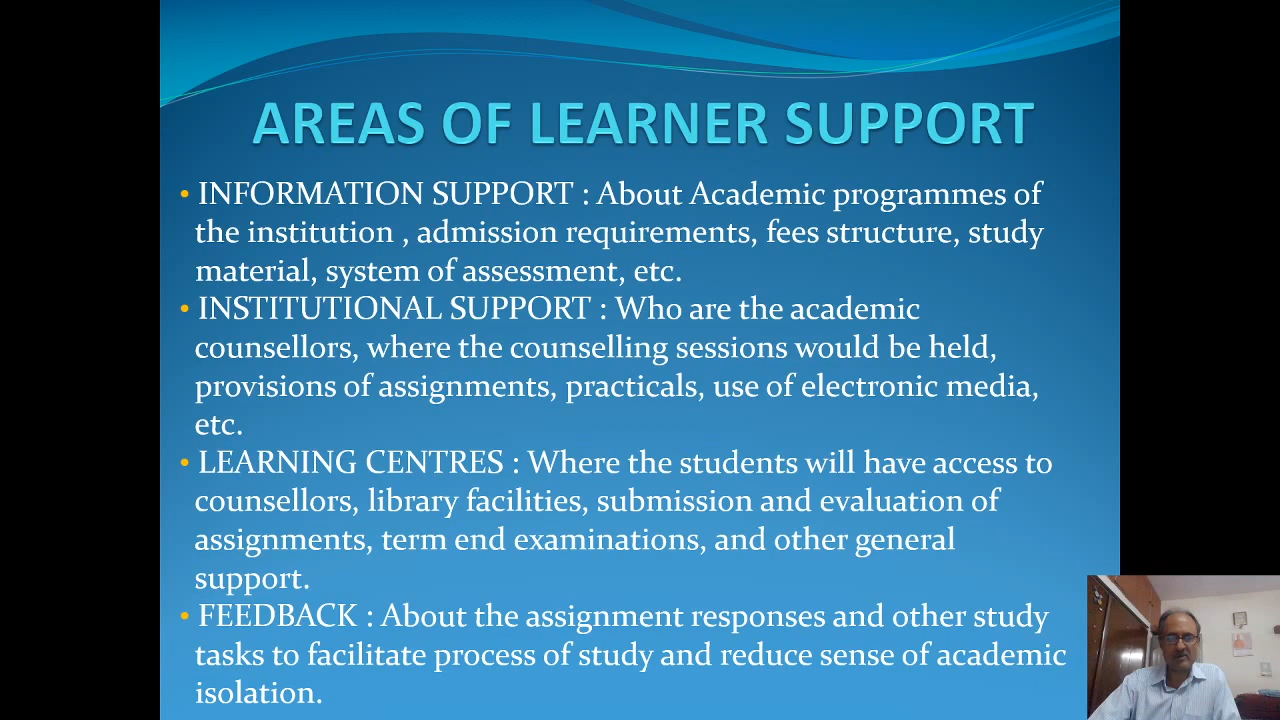 AREAS OF LEARNER SUPPORT
• INFORMATION SUPPORT : About Academic programmes of
the institution , admission requirements, fees structure, study
material, system of assessment, etc.
• INSTITUTIONAL SUPPORT : Who are the academic
counsellors, where the counselling sessions would be held,
provisions of assignments, practicals, use of electronic media,
etc.
• LEARNING CENTRES : Where the students will have access to
counsellors, library facilities, submission and evaluation of
assignments, term end examinations, and other general
support.
• FEEDBACK : About the assignment responses and other study
tasks to facilitate process of study and reduce sense of academic
isolation.